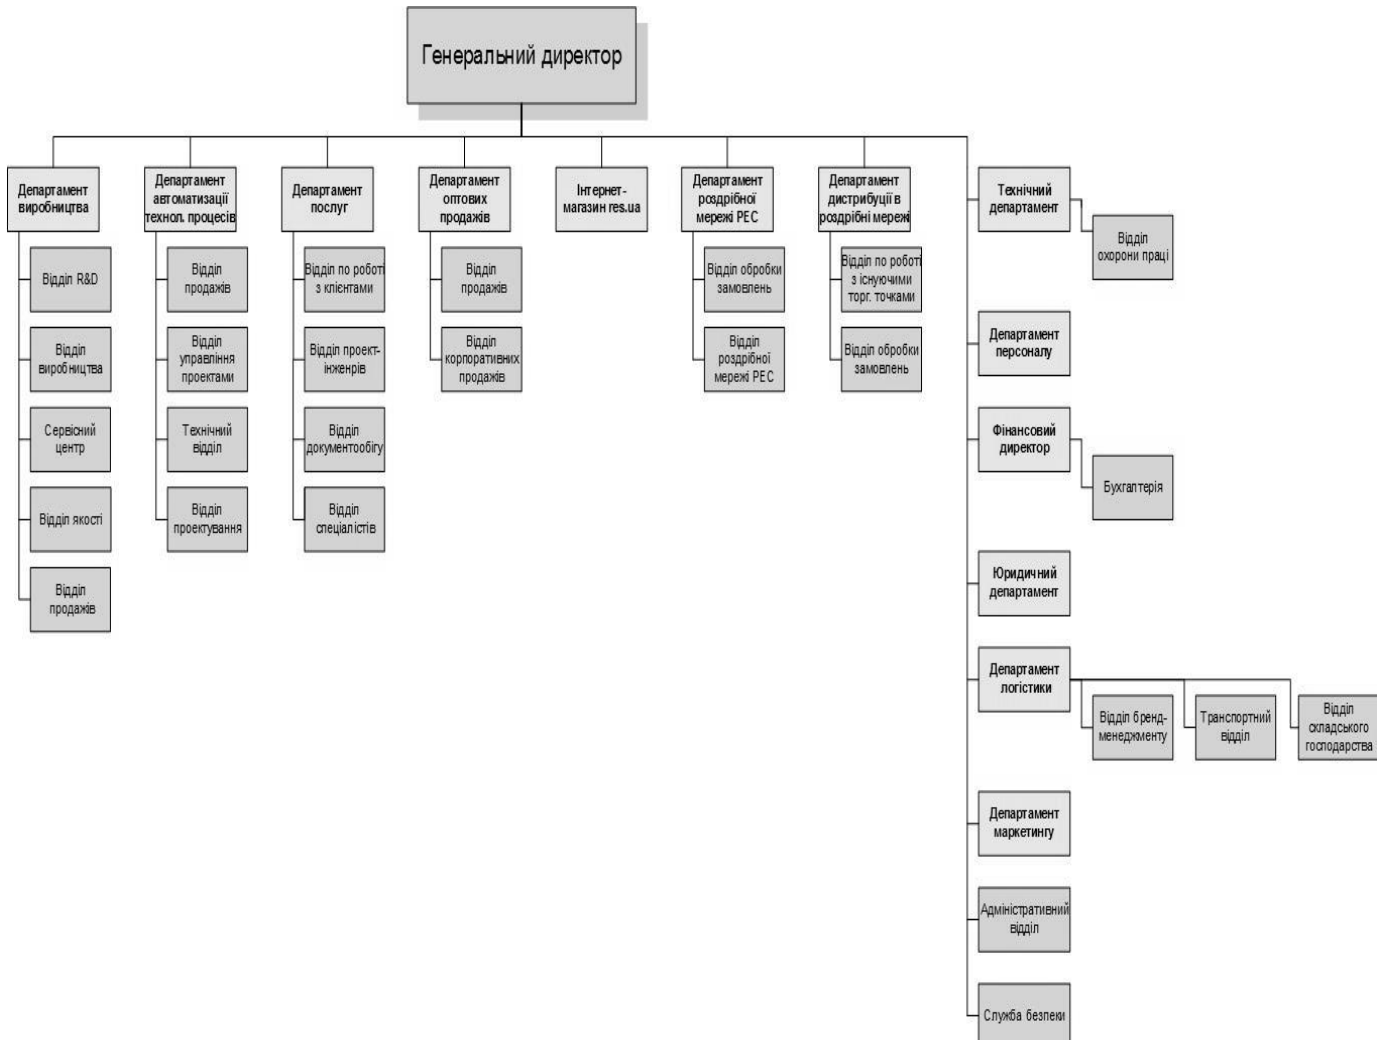 Генеральний директор
Департамент
виробництва
Відділ R&D
Відділ
виробництва
Сервісний
центр
Відділ якості
Відділ
продажів
Департамент
автоматизації
технол. процесів
Відділ
продажів
Відділ
управління
проектами
Технічний
відділ
Відділ
проектування
Департамент
послуг
Відділ по роботі
з клієнтами
Відділ проект-
інженрів
Відділ
документообігу
Відділ
спеціалістів
Департамент
оптових
продажів
Відділ
продажів
Відділ
корпоративних
продажів
Інтернет-
магазин res.ua
Департамент
роздрібної
мережі РЕС
Відділ обробки
замовлень
Відділ
роздрібної
мережі РЕС
Департамент
дистрибуції в
роздрібні мережі
Відділ по роботі
з існуючими
торг. точками
Відділ обробки
замовлень
Технічний
департамент
Відділ
охорони праці
Департамент
персоналу
Фінансовий
директор
Бухгалтерія
Юридичний
департамент
Департамент
логістики
Відділ бренд-
менеджменту
Транспортний
відділ
Відділ
складського
господарства
Департамент
маркетингу
Адміністративний
відділ
Служба безпеки